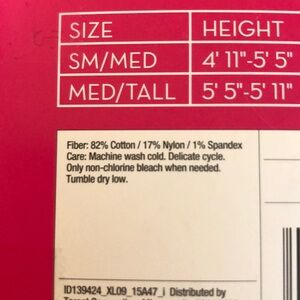 SIZE HEIGHT
SM/MED 4' 11"-5' 5"
MED/TALL 5' 5"-5' 11"
Fiber: 82% Cotton / 17% Nylon / 1% Spandex
Care: Machine wash cold. Delicate cycle.
Only non-chlorine bleach when needed.
Tumble dry low.
ID139424_XL09_15A47_i Distributed by